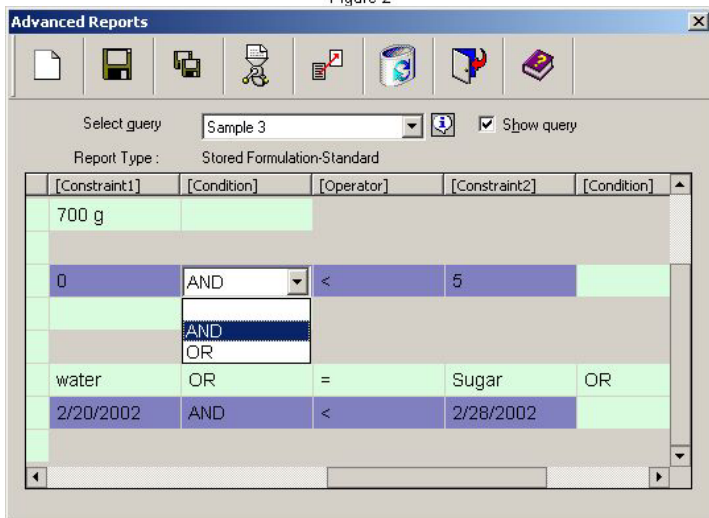 Figure 2
Advanced Reports
Select query Sample 3 Show query
Report Type : Stored Formulation-Standard
[Constraint1] [Condition] [Operator] [Constraint2] [Condition]
700 g
0 AND < 5
AND
OR
water OR = Sugar OR
2/20/2002 AND < 2/28/2002